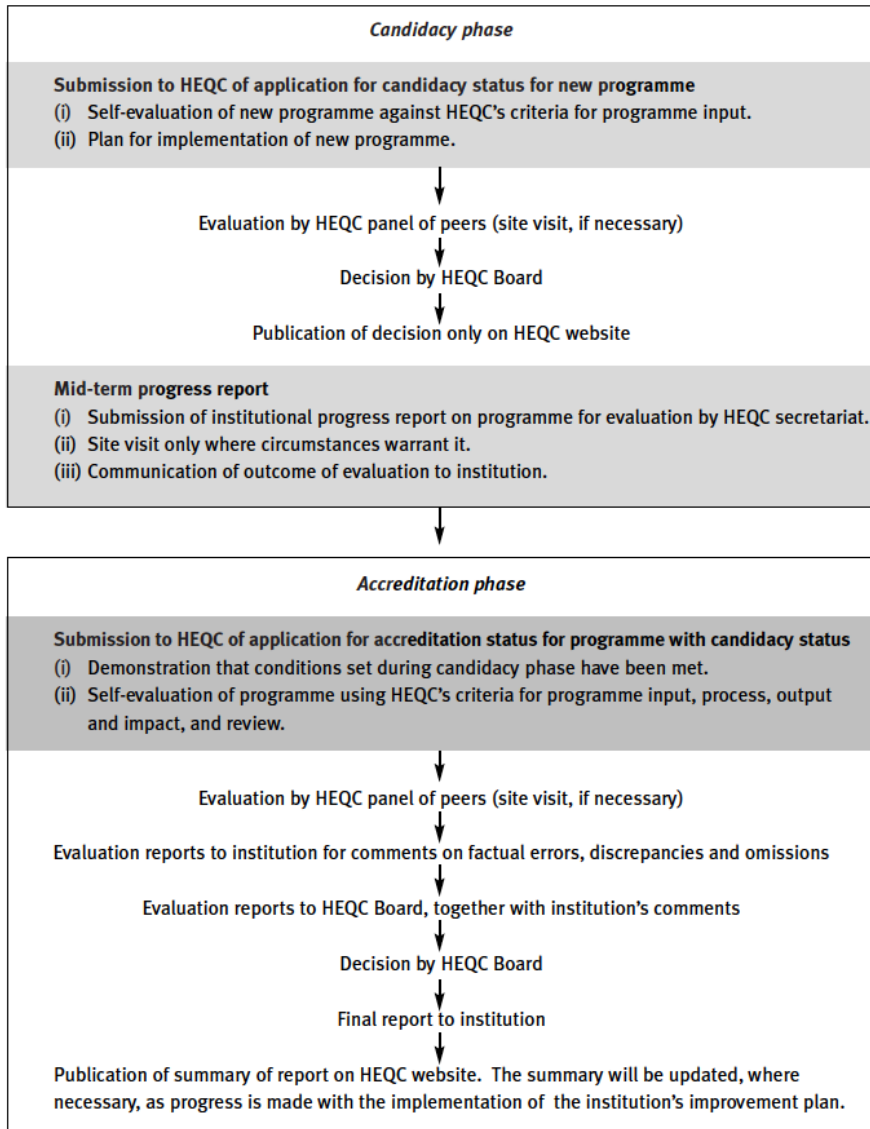 Candidacy phase
Submission to HEQC of application for candidacy status for new programme
(i) Self-evaluation of new programme against HEQC's criteria for programme input.
(ii) Plan for implementation of new programme.
Evaluation by HEQC panel of peers (site visit, if necessary)
Decision by HEQC Board
Publication of decision only on HEQC website
Mid-term progress report
(i) Submission of institutional progress report on programme for evaluation by HEQC secretariat.
(ii) Site visit only where circumstances warrant it.
(iii) Communication of outcome of evaluation to institution.
Accreditation phase
Submission to HEQC of application for accreditation status for programme with candidacy status
(i) Demonstration that conditions set during candidacy phase have been met.
(ii) Self-evaluation of programme using HEQC's criteria for programme input, process, output
and impact, and review.
Evaluation by HEQC panel of peers (site visit, if necessary)
Evaluation reports to institution for comments on factual errors, discrepancies and omissions
Evaluation reports to HEQC Board, together with institution's comments
Decision by HEQC Board
Final report to institution
Publication of summary of report on HEQC website. The summary will be updated, where
necessary, as progress is made with the implementation of the institution's improvement plan.